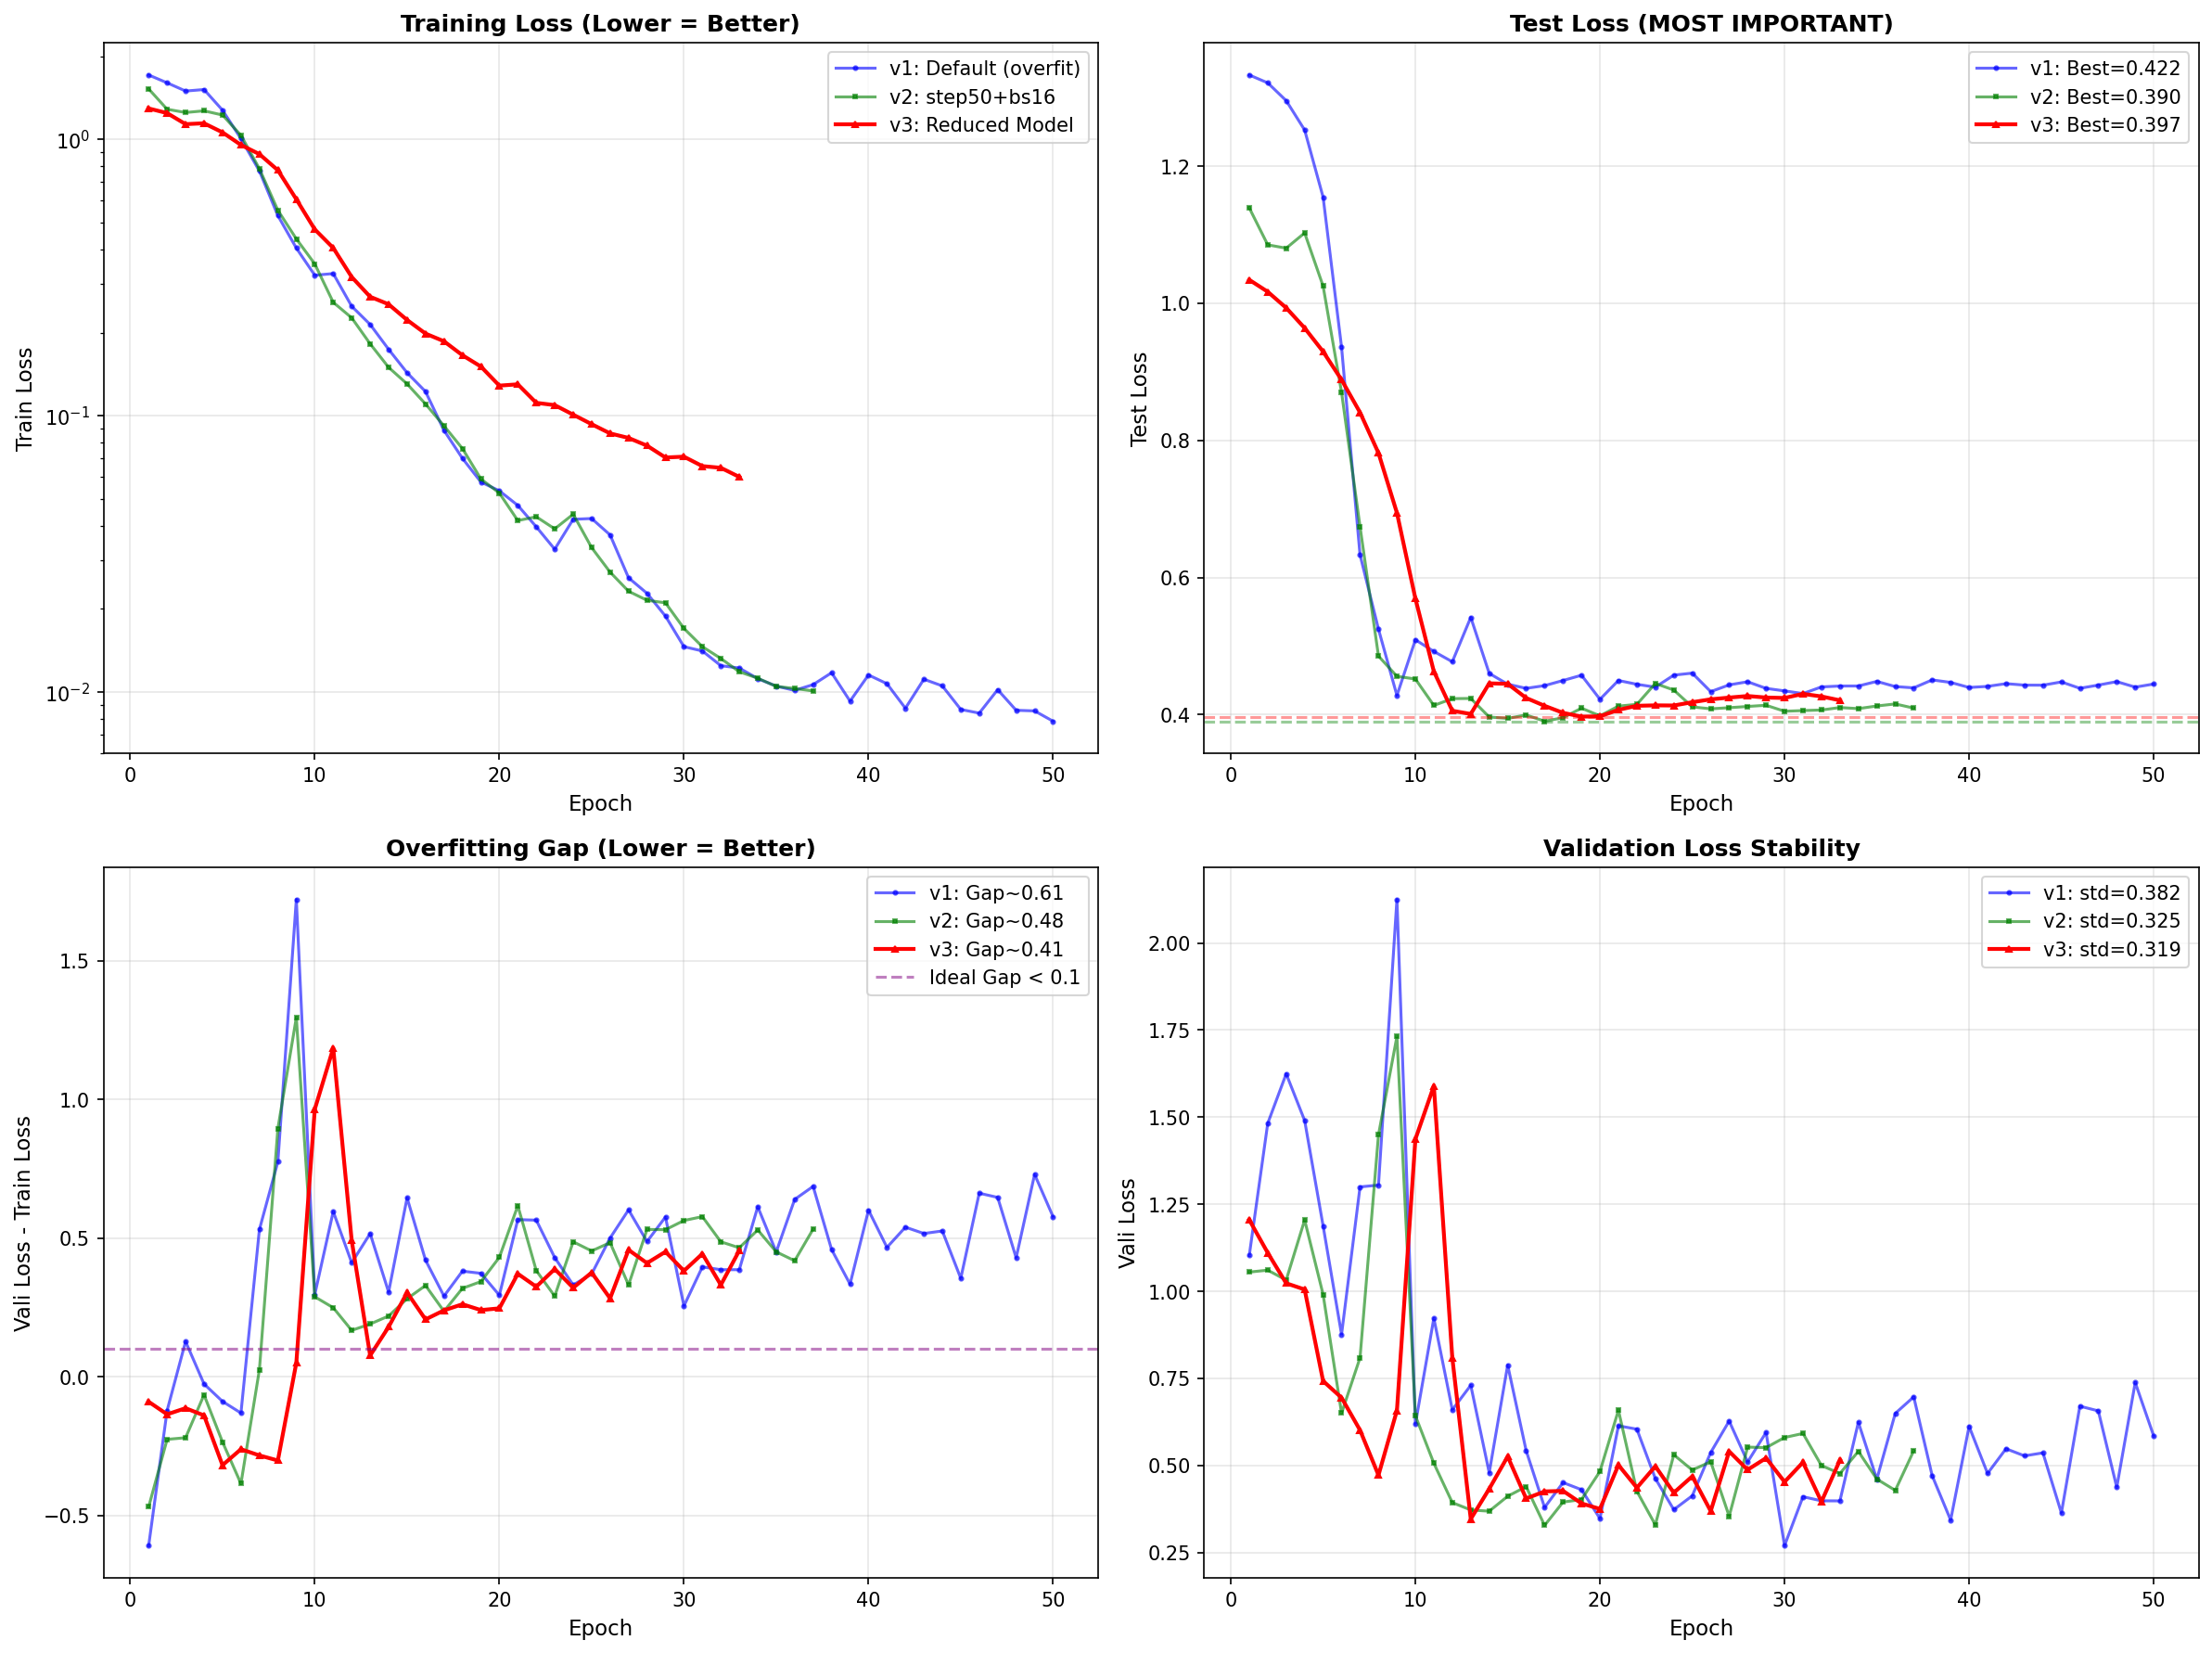 Training Loss (Lower = Better)
v1: Default (overfit)
v2: step50+bs16
v3: Reduced Model
Train Loss
10⁰
10⁻¹
10⁻²
0 10 20 30 40 50
Epoch
Test Loss (MOST IMPORTANT)
v1: Best=0.422
v2: Best=0.390
v3: Best=0.397
Test Loss
1.2
1.0
0.8
0.6
0.4
0 10 20 30 40 50
Epoch
Overfitting Gap (Lower = Better)
v1: Gap~0.61
v2: Gap~0.48
v3: Gap~0.41
Ideal Gap < 0.1
Vali Loss - Train Loss
1.5
1.0
0.5
0.0
−0.5
0 10 20 30 40 50
Epoch
Validation Loss Stability
v1: std=0.382
v2: std=0.325
v3: std=0.319
Vali Loss
2.00
1.75
1.50
1.25
1.00
0.75
0.50
0.25
0 10 20 30 40 50
Epoch